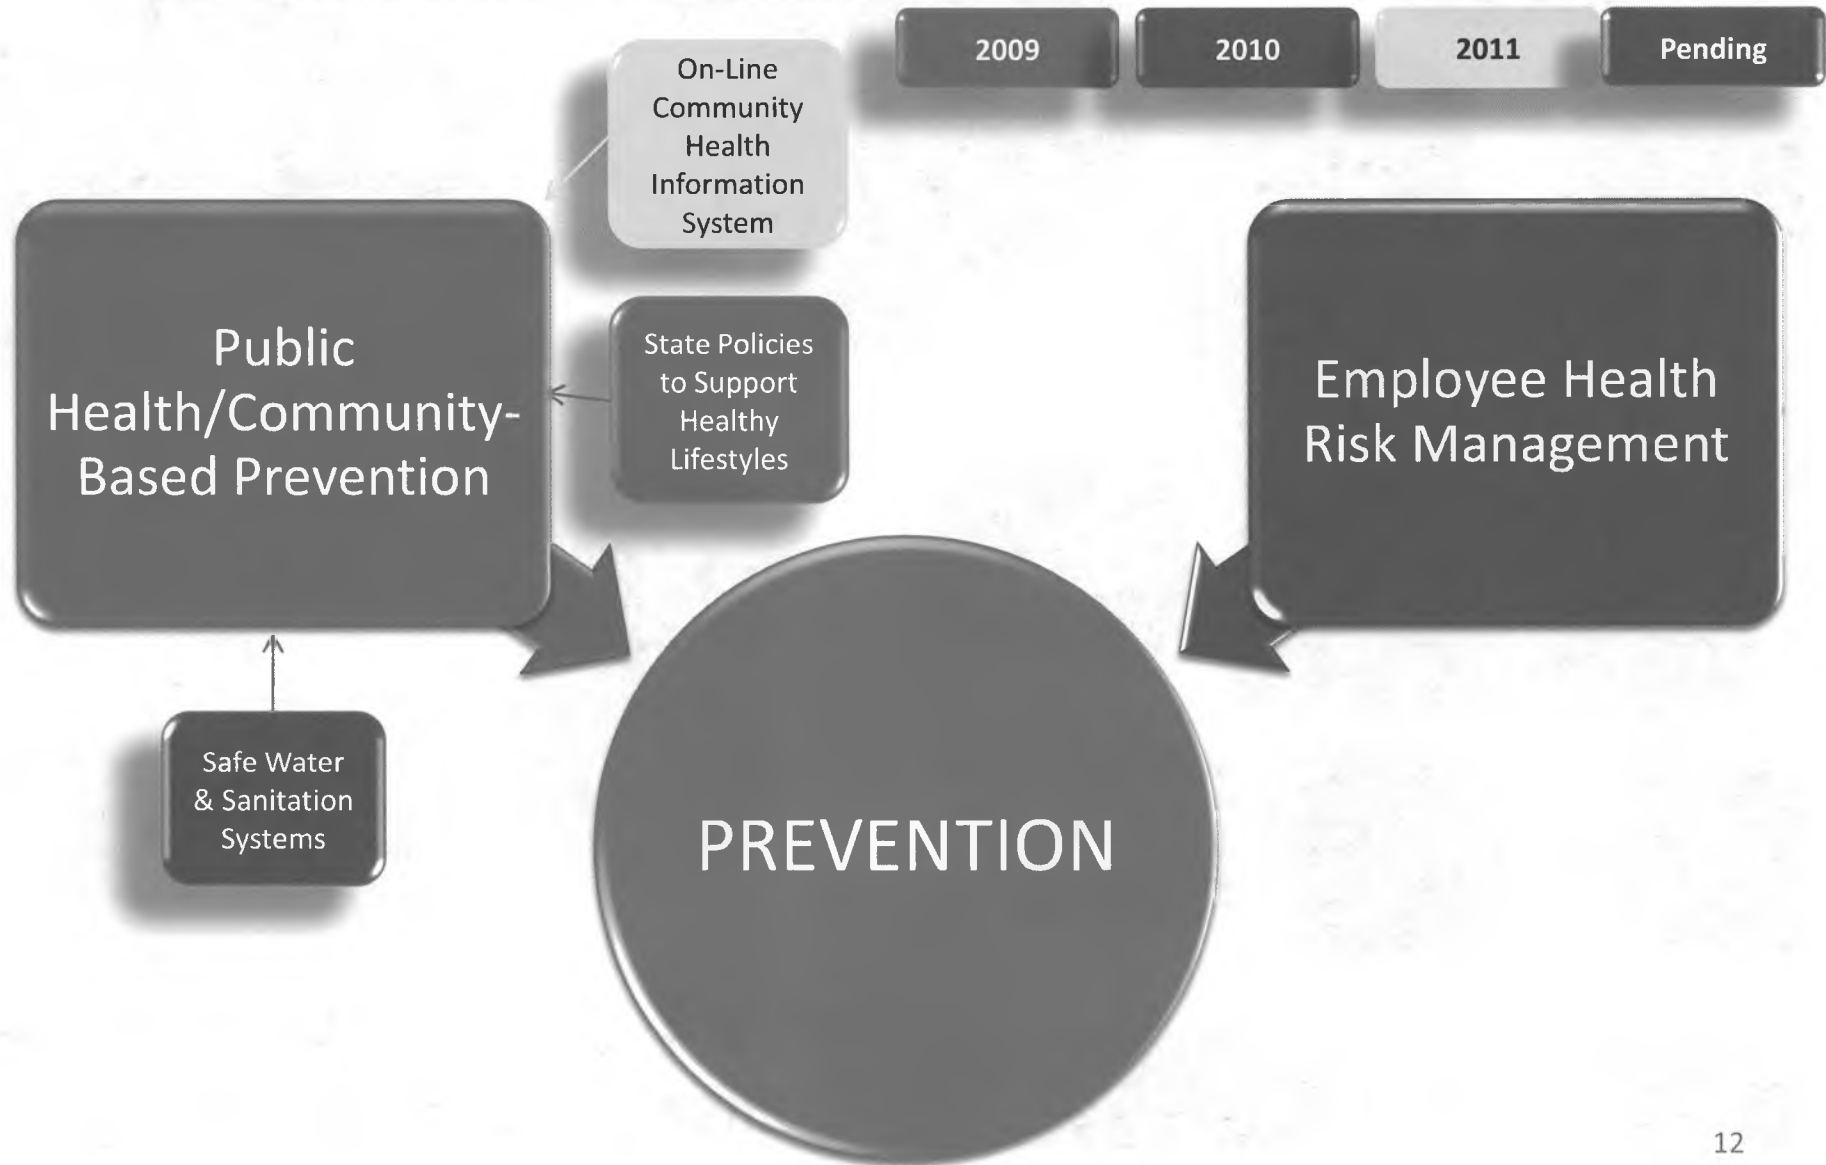 2009
2010
2011
Pending
On-Line
Community
Health
Information
System
Public
Health/Community-
Based Prevention
State Policies
to Support
Healthy
Lifestyles
Employee Health
Risk Management
Safe Water
& Sanitation
Systems
PREVENTION
12